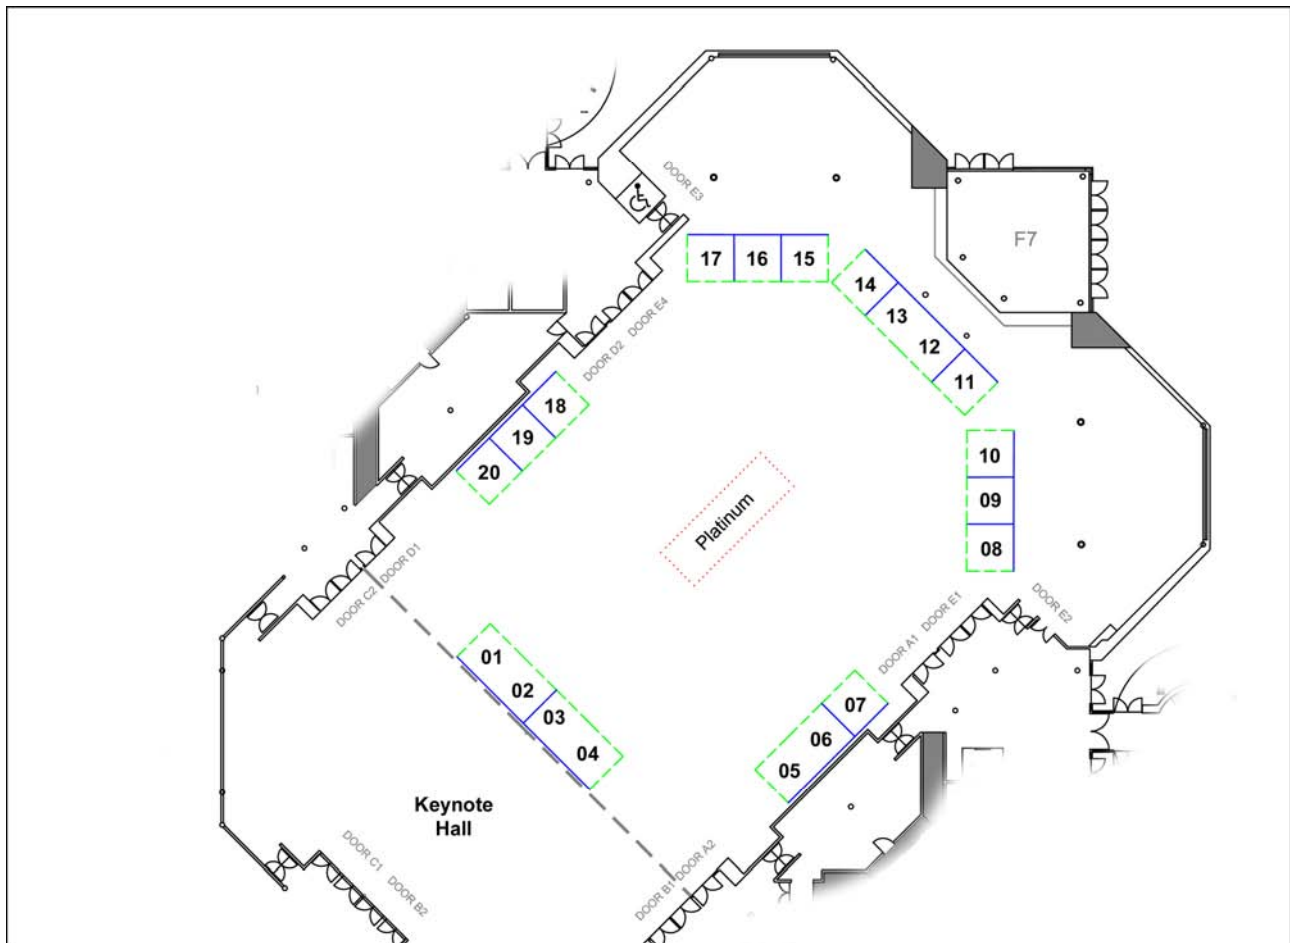 DOOR E3
F7
17
16
15
14
13
12
11
DOOR E4
DOOR D2
18
19
20
10
09
08
Platinum
DOOR D1
DOOR C2
DOOR E2
DOOR E1
DOOR A1
01
02
03
04
07
06
05
Keynote
Hall
DOOR C1
DOOR B2
DOOR A2
DOOR B1